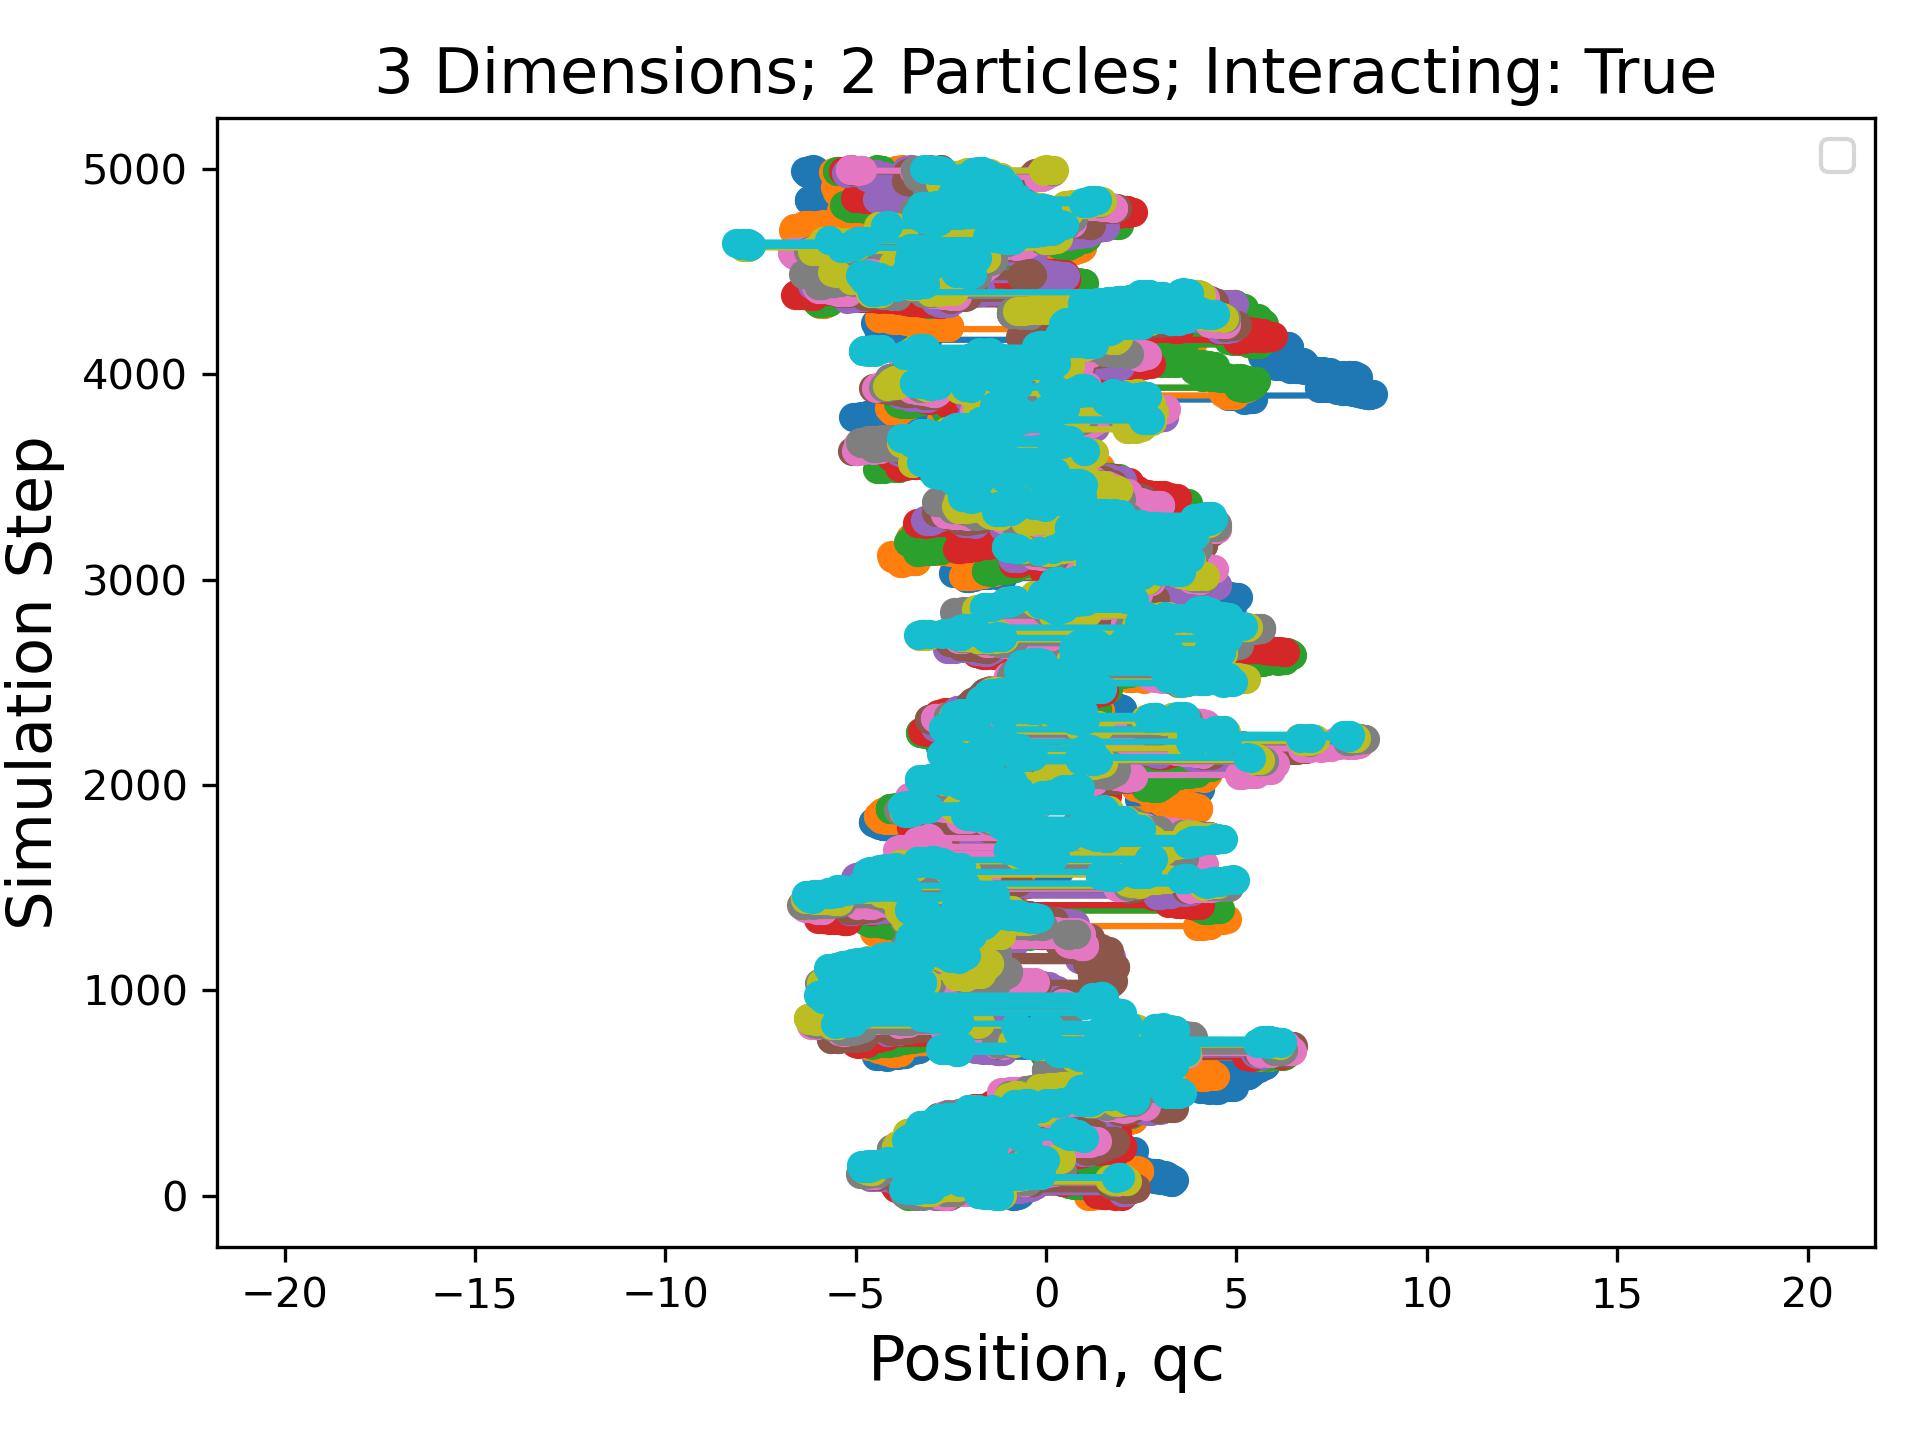 3 Dimensions; 2 Particles; Interacting: True
Simulation Step
5000
4000
3000
2000
1000
0
−20 −15 −10 −5 0 5 10 15 20
Position, qc